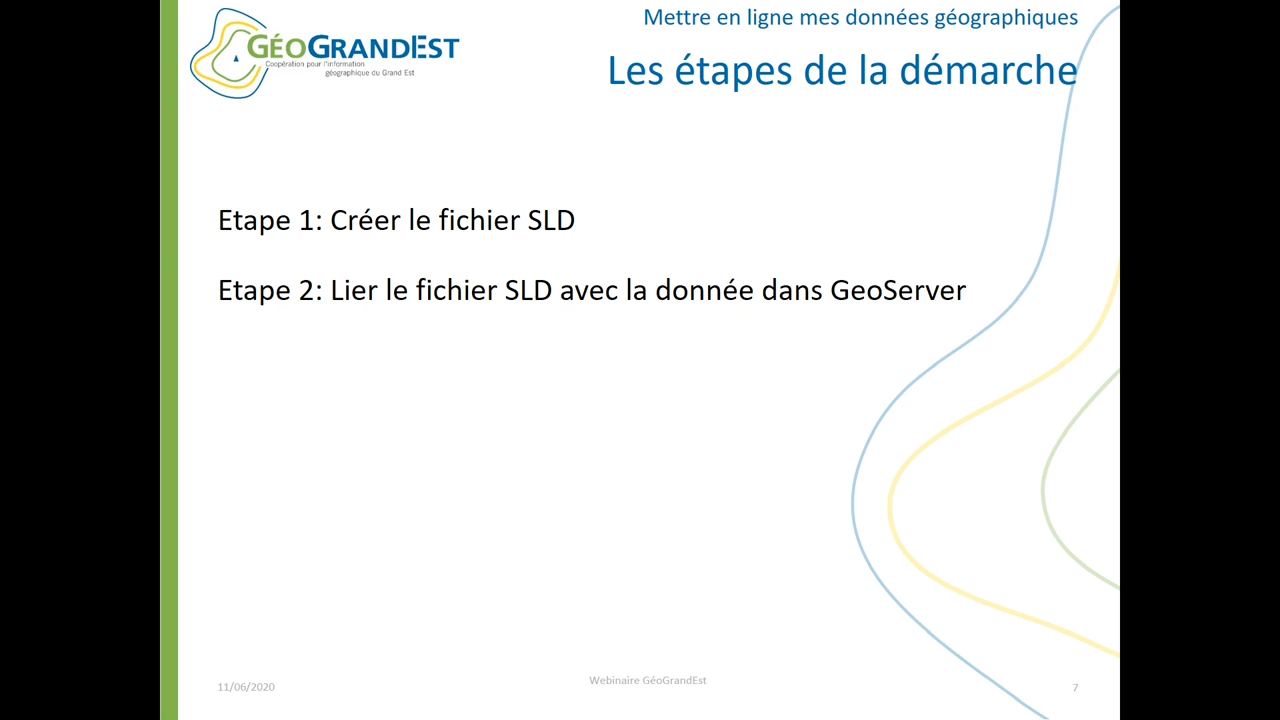 GÉOGRANDEST
Coopération pour l'information
géographique du Grand Est
Mettre en ligne mes données géographiques
Les étapes de la démarche
Etape 1: Créer le fichier SLD
Etape 2: Lier le fichier SLD avec la donnée dans GeoServer
11/06/2020
Webinaire GéoGrandEst
7